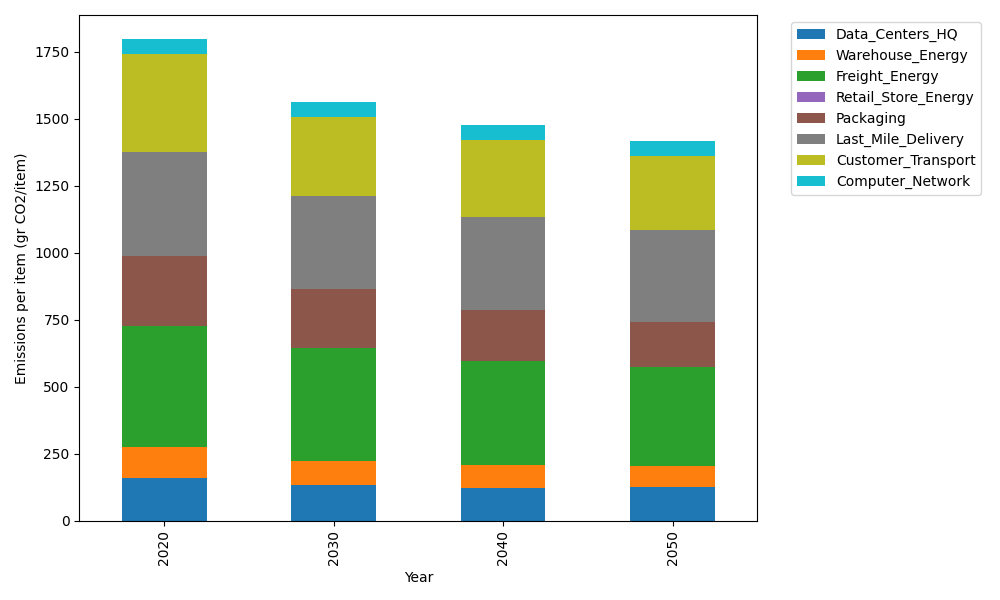 Emissions per item (gr CO2/item)
1750
1500
1250
1000
750
500
250
0
2020
2030
2040
2050
Year
Data_Centers_HQ
Warehouse_Energy
Freight_Energy
Retail_Store_Energy
Packaging
Last_Mile_Delivery
Customer_Transport
Computer_Network